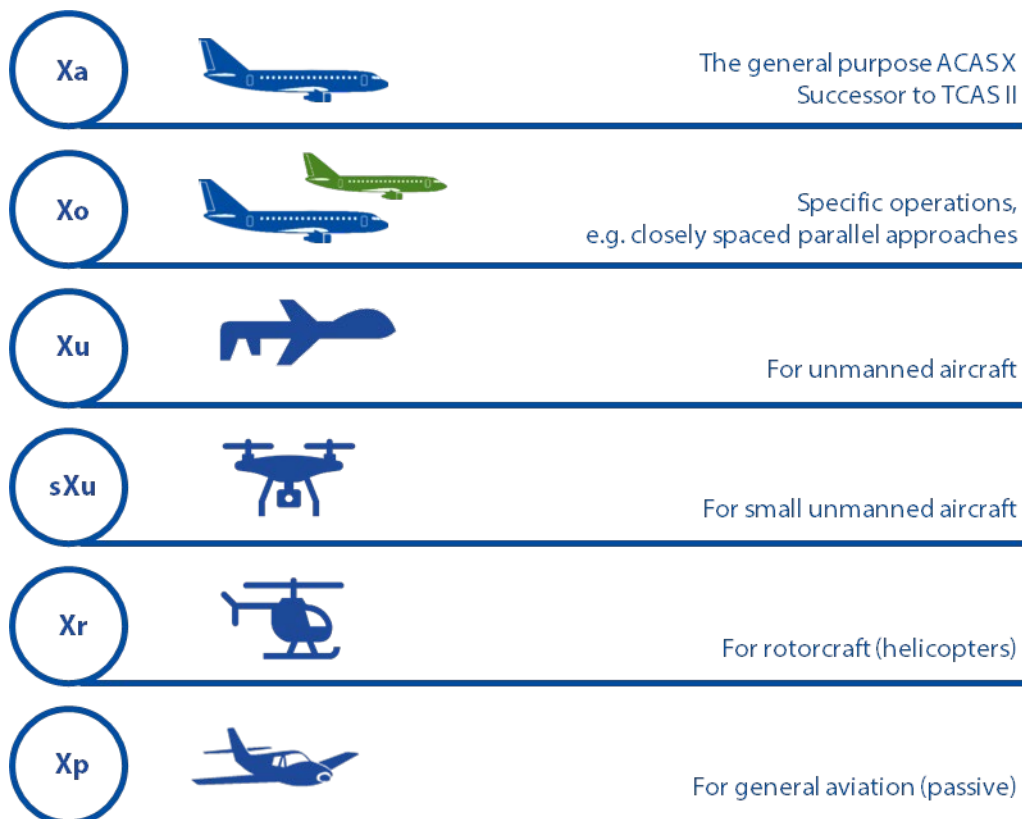 Xa
The general purpose ACAS X
Successor to TCAS II
Xo
Specific operations,
e.g. closely spaced parallel approaches
Xu
For unmanned aircraft
sXu
For small unmanned aircraft
Xr
For rotorcraft (helicopters)
Xp
For general aviation (passive)